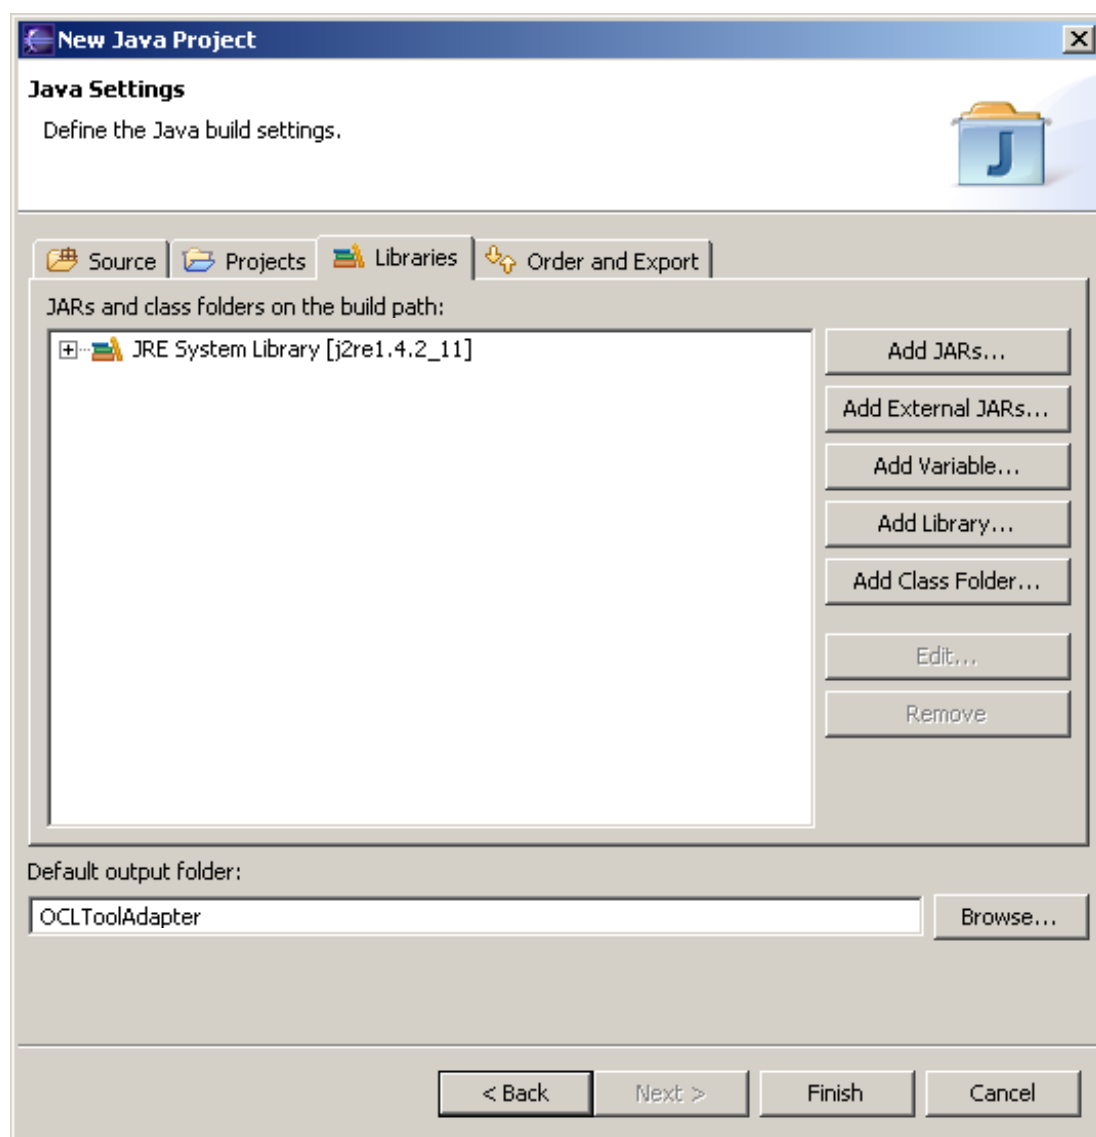 New Java Project
Java Settings
Define the Java build settings.
J
Source Projects Libraries Order and Export
JARs and class folders on the build path:
JRE System Library [j2re1.4.2_11]
Add JARs...
Add External JARs...
Add Variable...
Add Library...
Add Class Folder...
Edit...
Remove
Default output folder:
OCLToolAdapter Browse...
< Back Next > Finish Cancel